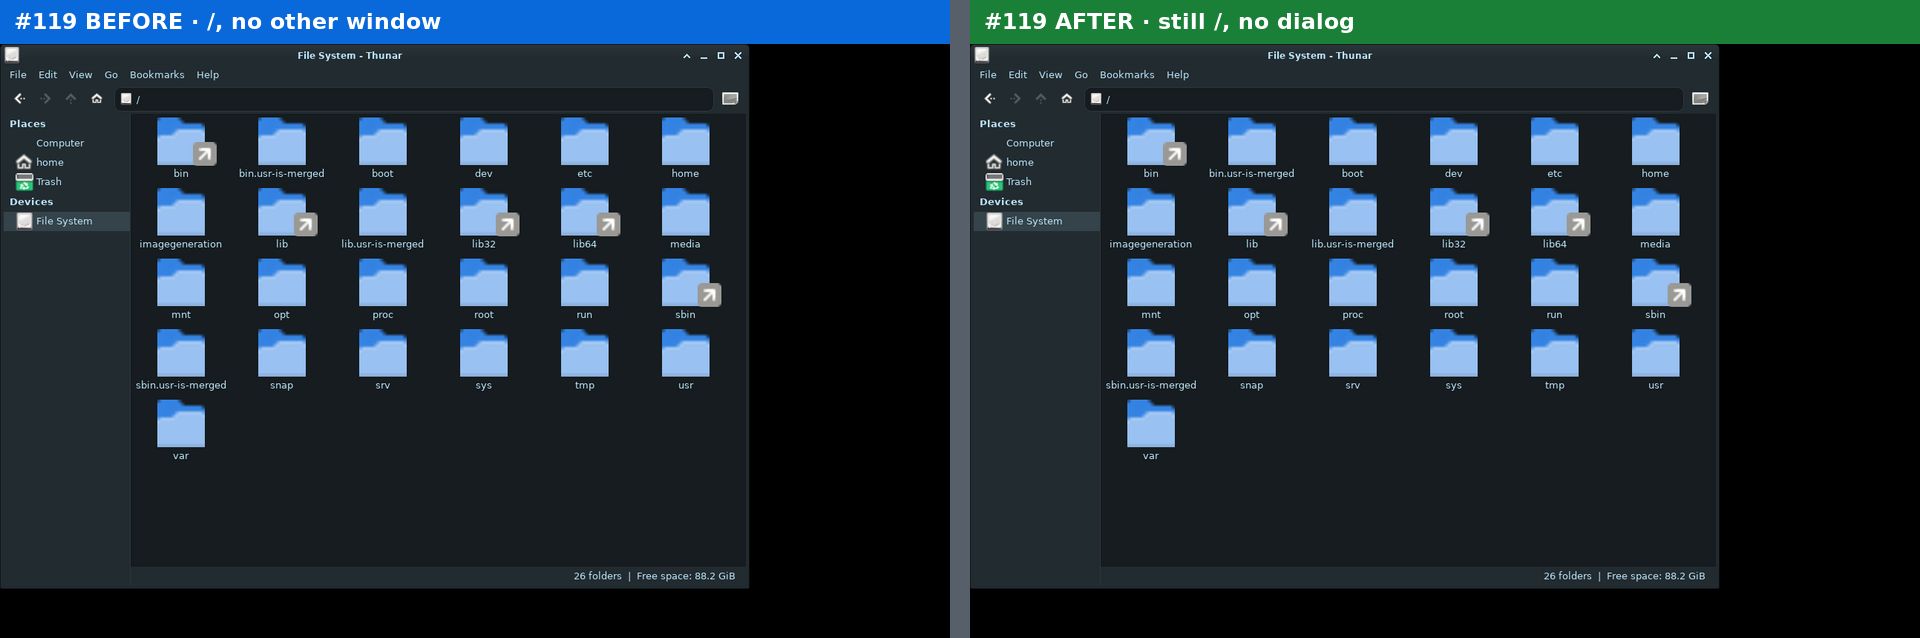 #119 BEFORE · /, no other window
File System - Thunar
File Edit View Go Bookmarks Help
/
Places
Computer
home
Trash
Devices
File System
bin bin.usr-is-merged boot dev etc home
imagegeneration lib lib.usr-is-merged lib32 lib64 media
mnt opt proc root run sbin
sbin.usr-is-merged snap srv sys tmp usr
var
26 folders | Free space: 88.2 GiB
#119 AFTER · still /, no dialog
File System - Thunar
File Edit View Go Bookmarks Help
/
Places
Computer
home
Trash
Devices
File System
bin bin.usr-is-merged boot dev etc home
imagegeneration lib lib.usr-is-merged lib32 lib64 media
mnt opt proc root run sbin
sbin.usr-is-merged snap srv sys tmp usr
var
26 folders | Free space: 88.2 GiB